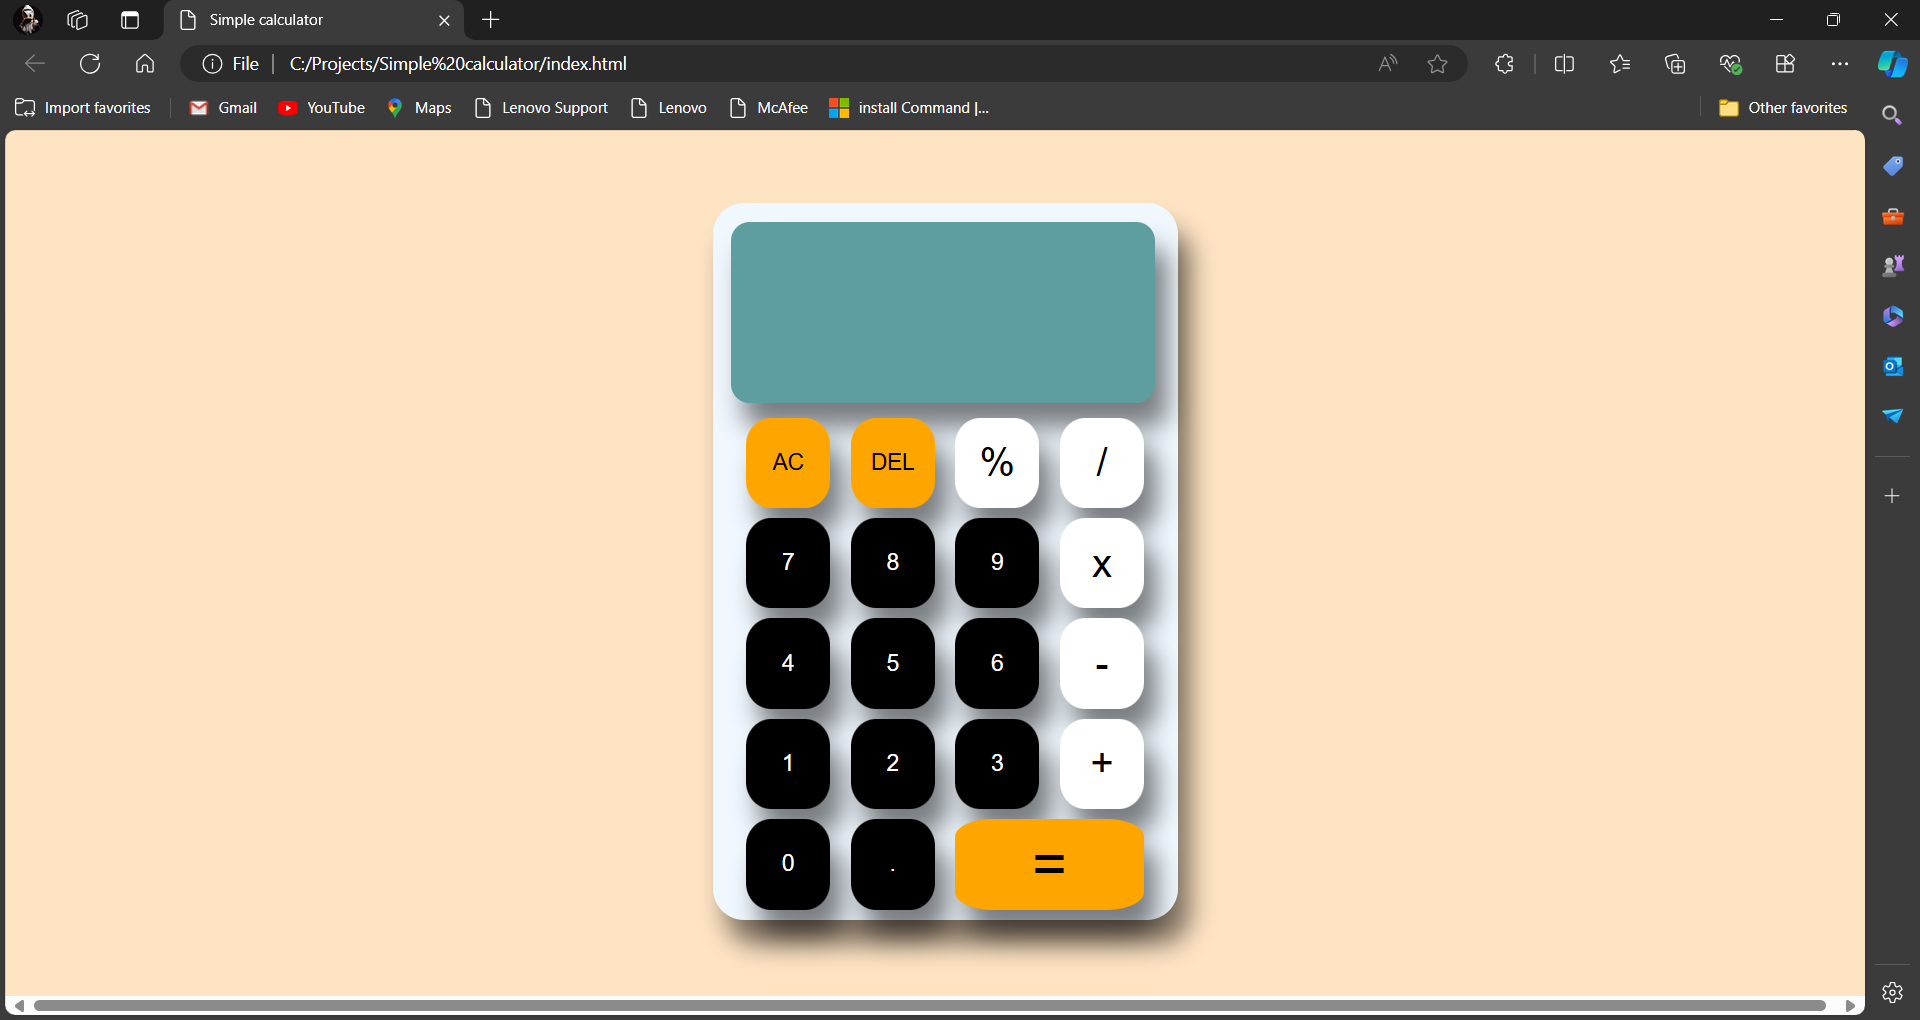 Simple calculator
File
C:/Projects/Simple%20calculator/index.html
Import favorites
Gmail
YouTube
Maps
Lenovo Support
Lenovo
McAfee
install Command |...
Other favorites
AC DEL % /
7 8 9 x
4 5 6 -
1 2 3 +
0 . =